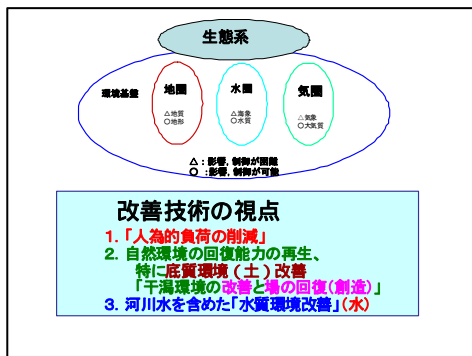 生態系
環境基盤
地圏
水圏
気圏
△地質
○地形
△海象
○水質
△気象
○大気質
△：影響，制御が困難
○：影響，制御が可能
改善技術の視点
1.「人為的負荷の削減」
2. 自然環境の回復能力の再生、
特に底質環境（土）改善
「干潟環境の改善と場の回復(創造)」
3. 河川水を含めた「水質環境改善」(水)